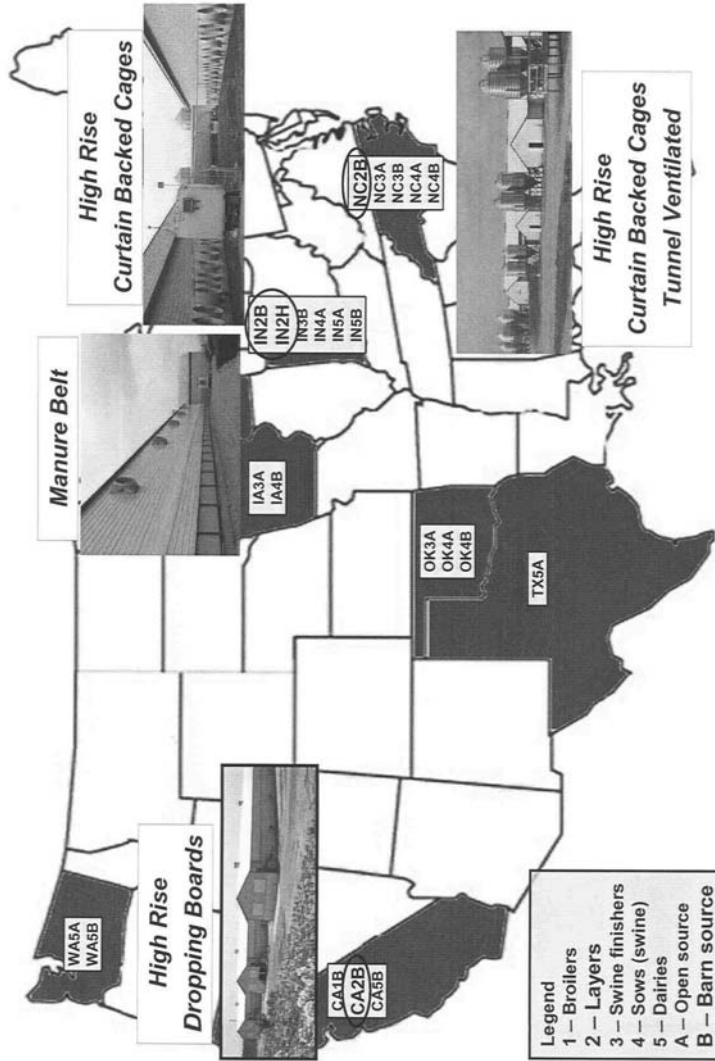 High Rise
Dropping Boards
Manure Belt
High Rise
Curtain Backed Cages
High Rise
Curtain Backed Cages
Tunnel Ventilated
WA5A
WA5B
CA1B
CA2B
CA5B
IA3A
IA4B
IN2B
IN2H
IN3B
IN4A
IN5A
IN5B
NC2B
NC3A
NC3B
NC4A
NC4B
OK3A
OK4A
OK4B
TX5A
Legend
1 – Broilers
2 – Layers
3 – Swine finishers
4 – Sows (swine)
5 – Dairies
A – Open source
B – Barn source